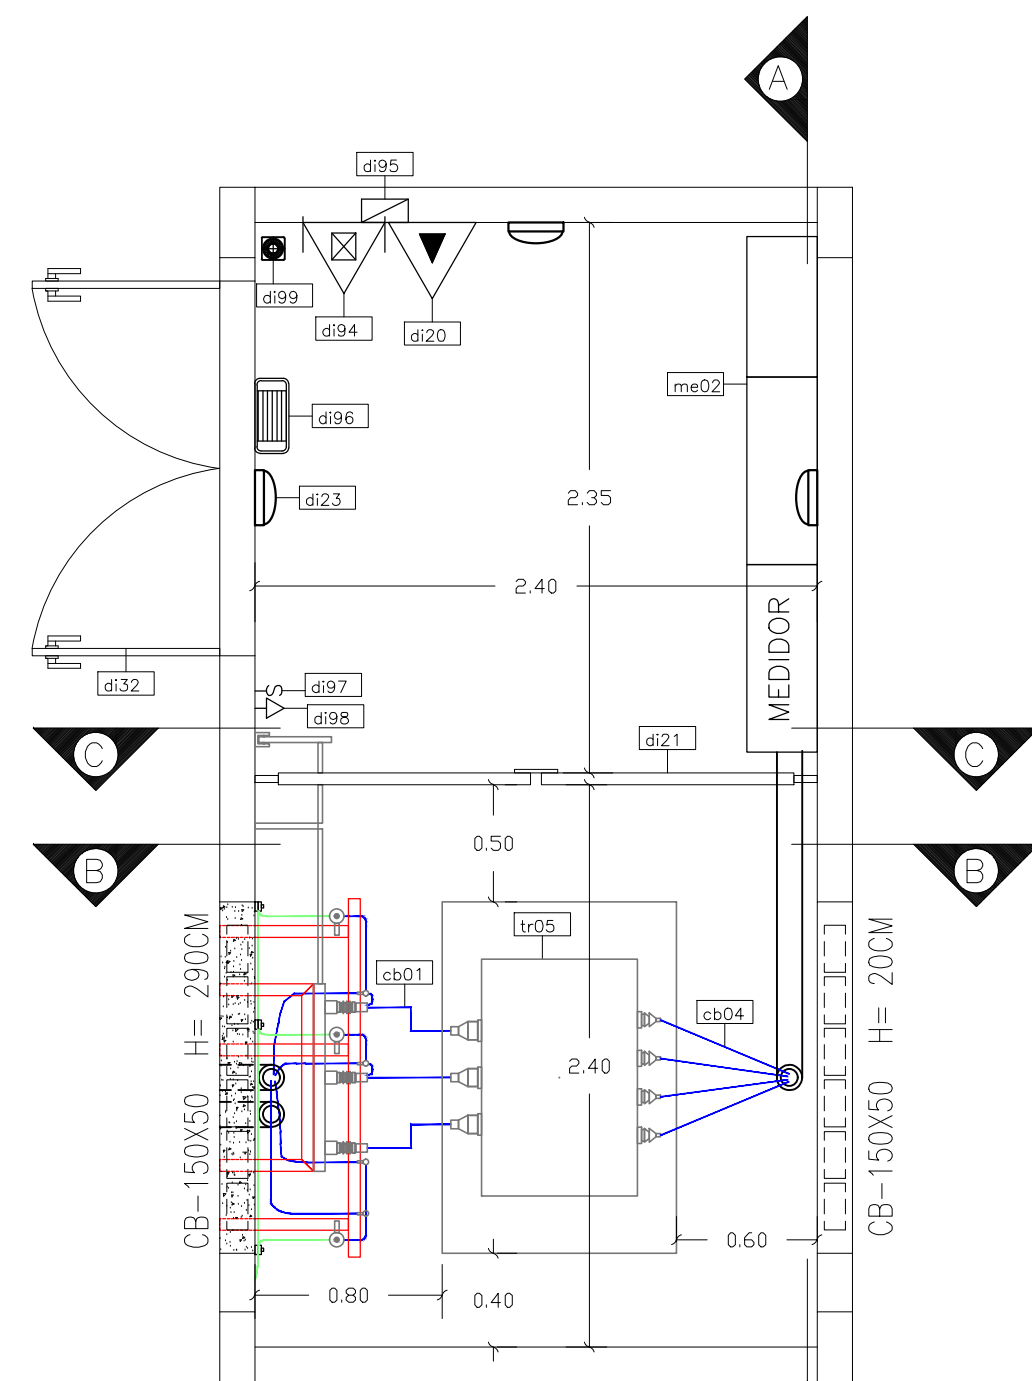 A
di95
di99
di94
di20
me02
di96
di23
2.35
2.40
MEDIDOR
di97
di32
di98
di21
C
C
0.50
B
B
CB-150X50 H= 290CM
CB-150X50 H= 20CM
tr05
cb01
cb04
2.40
0.60
0.80
0.40